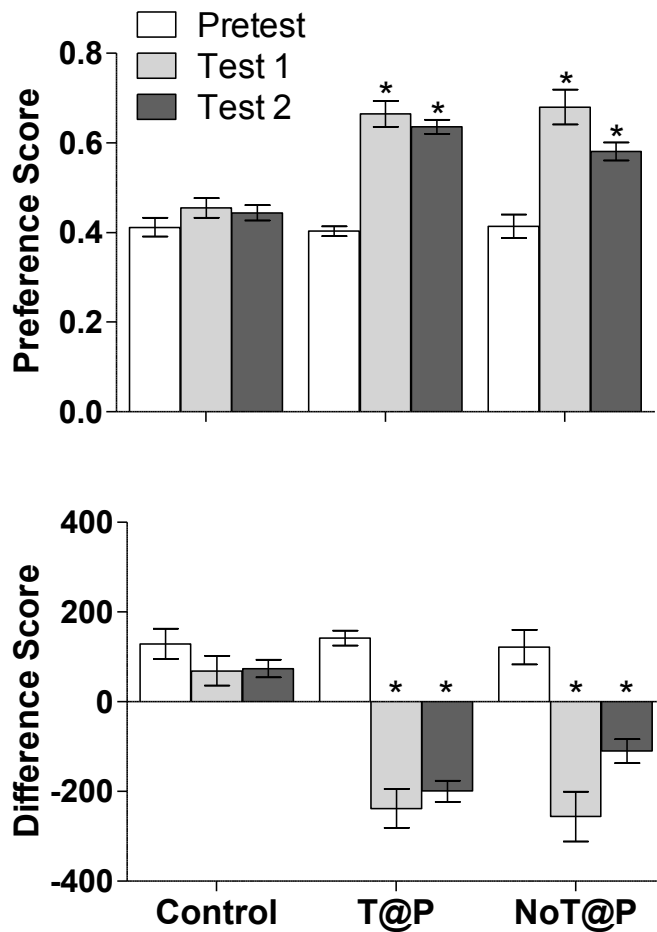 Pretest
Test 1
Test 2
Preference Score
0.8
0.6
0.4
0.2
0.0
* * * *
Difference Score
400
200
0
-200
-400
* * * *
Control T@P NoT@P